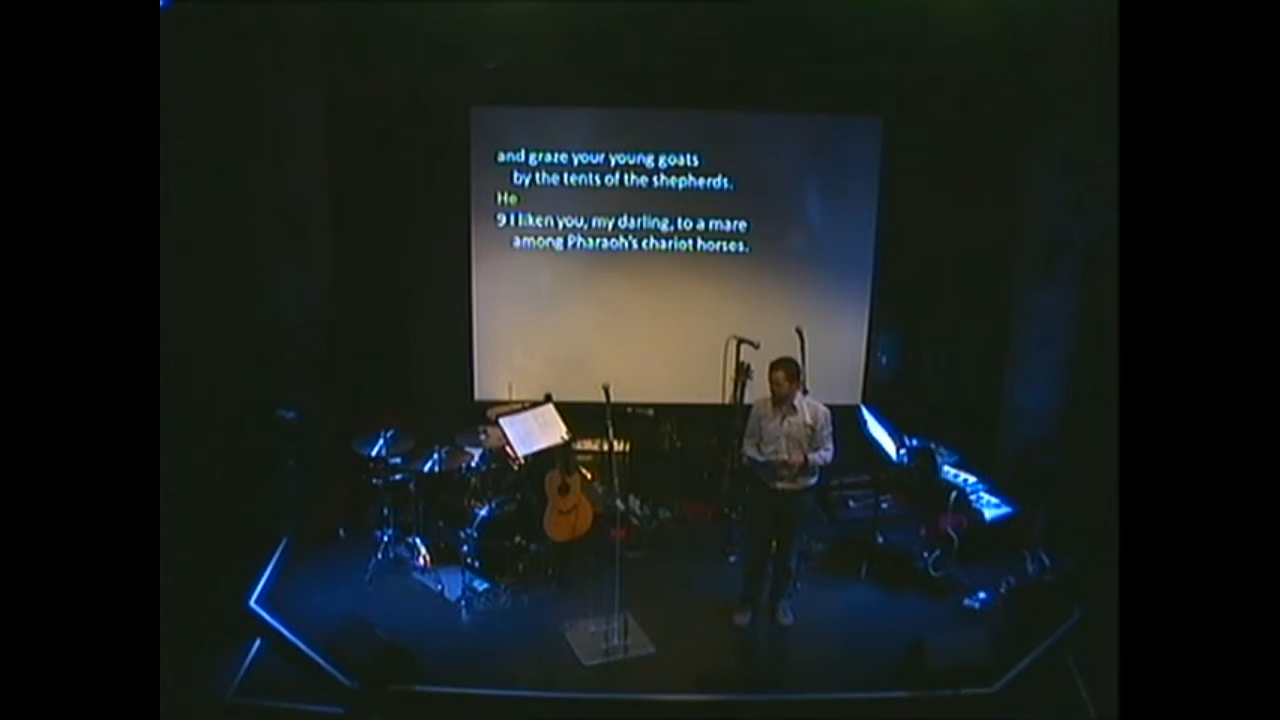 and graze your young goats
by the tents of the shepherds.
He
9 I liken you, my darling, to a mare
among Pharaoh's chariot horses.